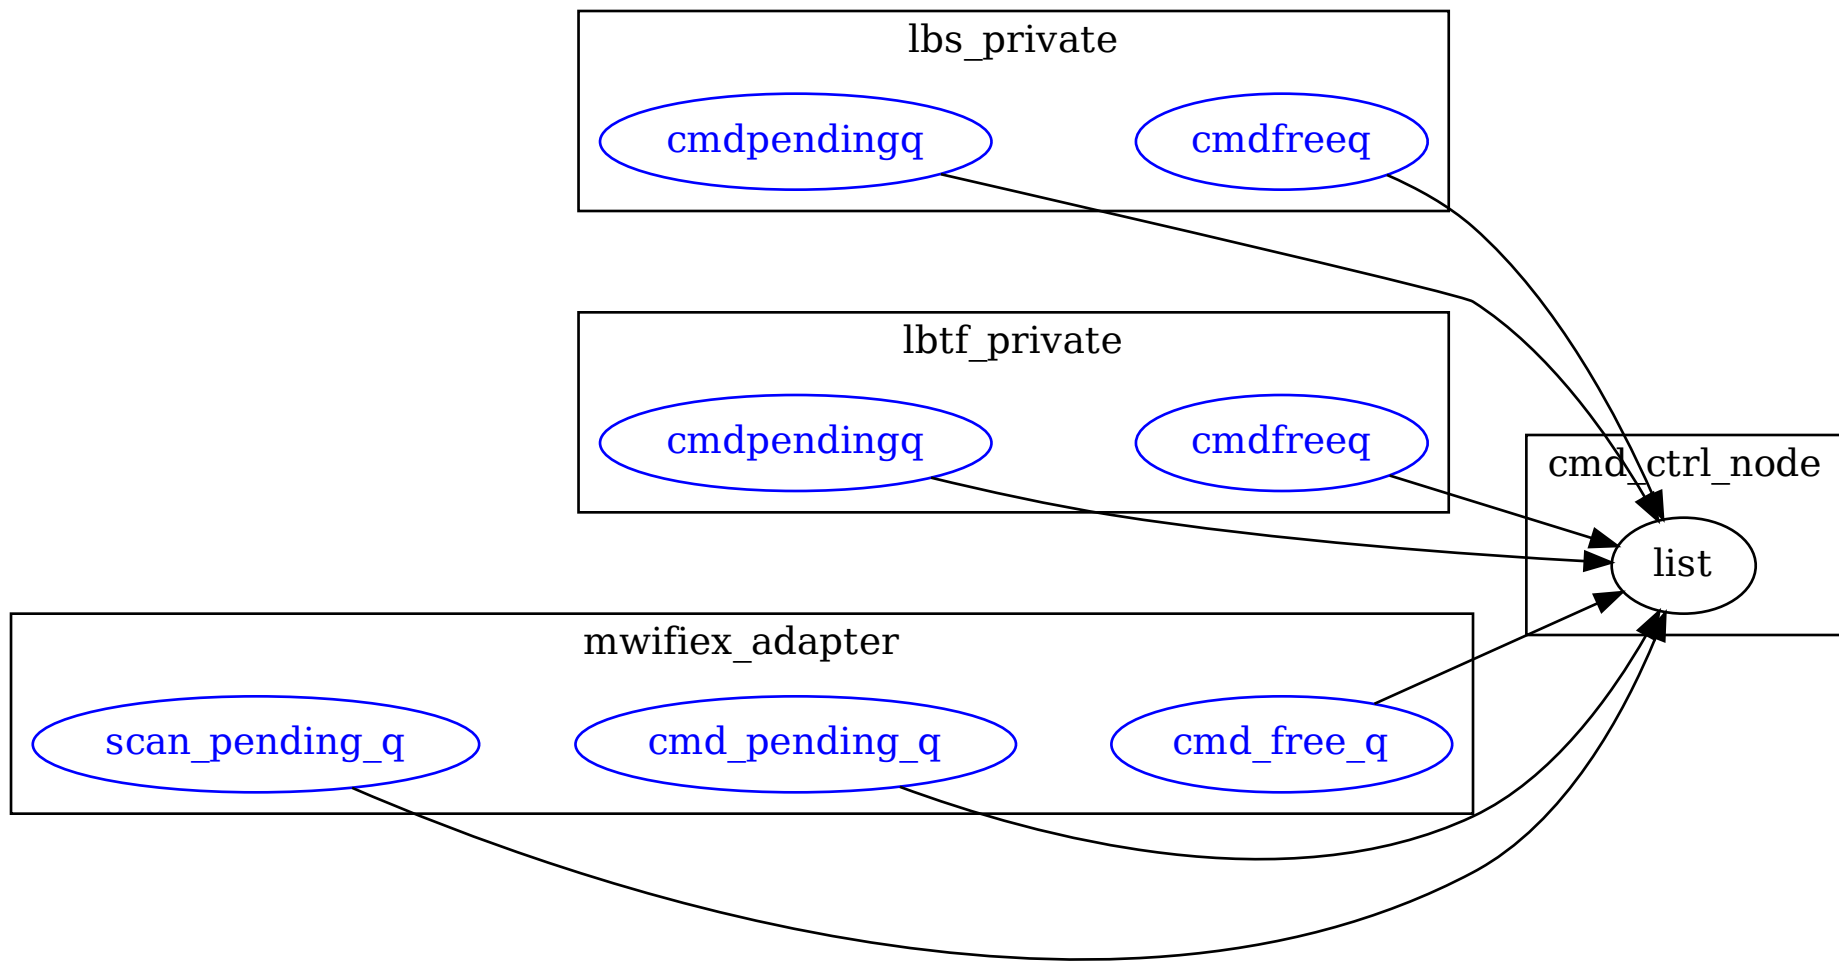 lbs_private
cmdpendingq
cmdfreeq
lbtf_private
cmdpendingq
cmdfreeq
cmd_ctrl_node
list
mwifiex_adapter
scan_pending_q
cmd_pending_q
cmd_free_q